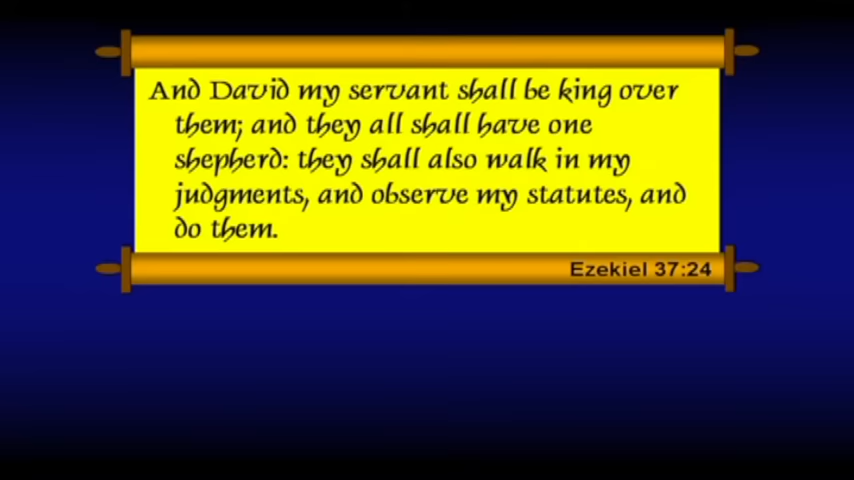 And David my servant shall be king over
them; and they all shall have one
shepherd: they shall also walk in my
judgments, and observe my statutes, and
do them.
Ezekiel 37:24